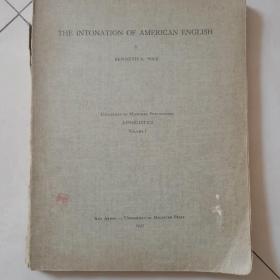 THE INTONATION OF AMERICAN ENGLISH
BY
KENNETH L. PIKE
UNIVERSITY OF MICHIGAN PUBLICATIONS
LINGUISTICS
VOLUME I
ANN ARBOR — UNIVERSITY OF MICHIGAN PRESS